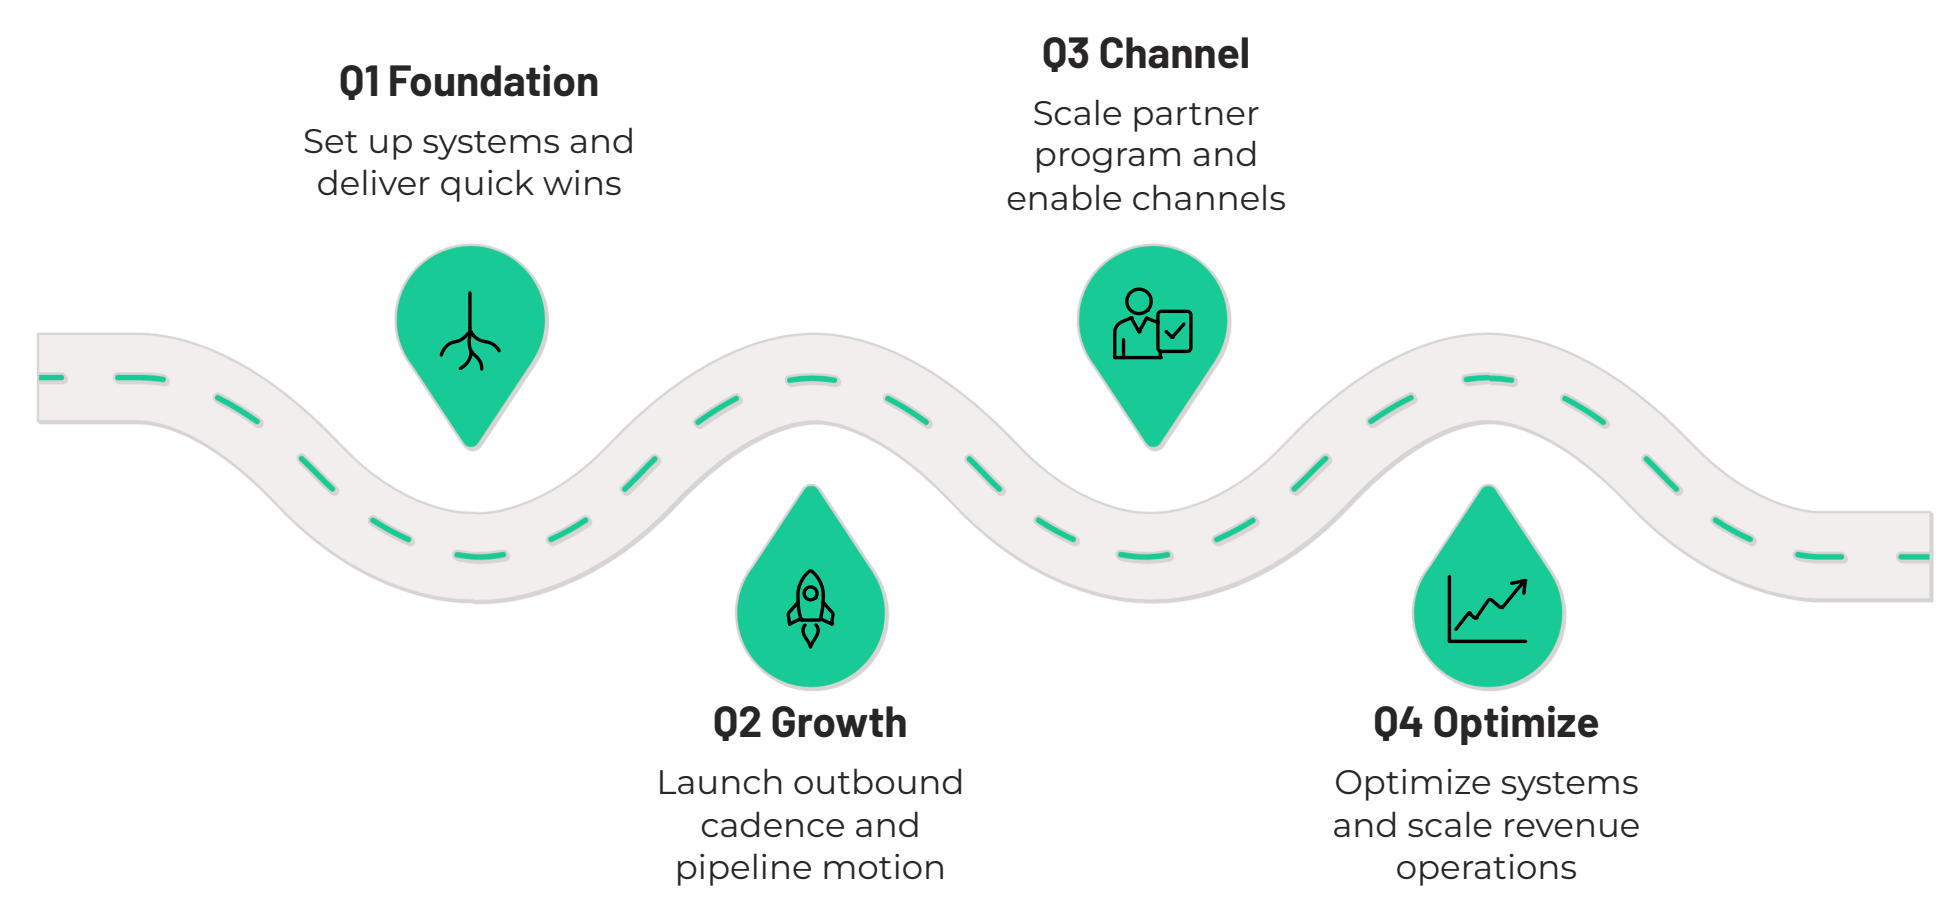 Q1 Foundation
Set up systems and
deliver quick wins
Q2 Growth
Launch outbound
cadence and
pipeline motion
Q3 Channel
Scale partner
program and
enable channels
Q4 Optimize
Optimize systems
and scale revenue
operations